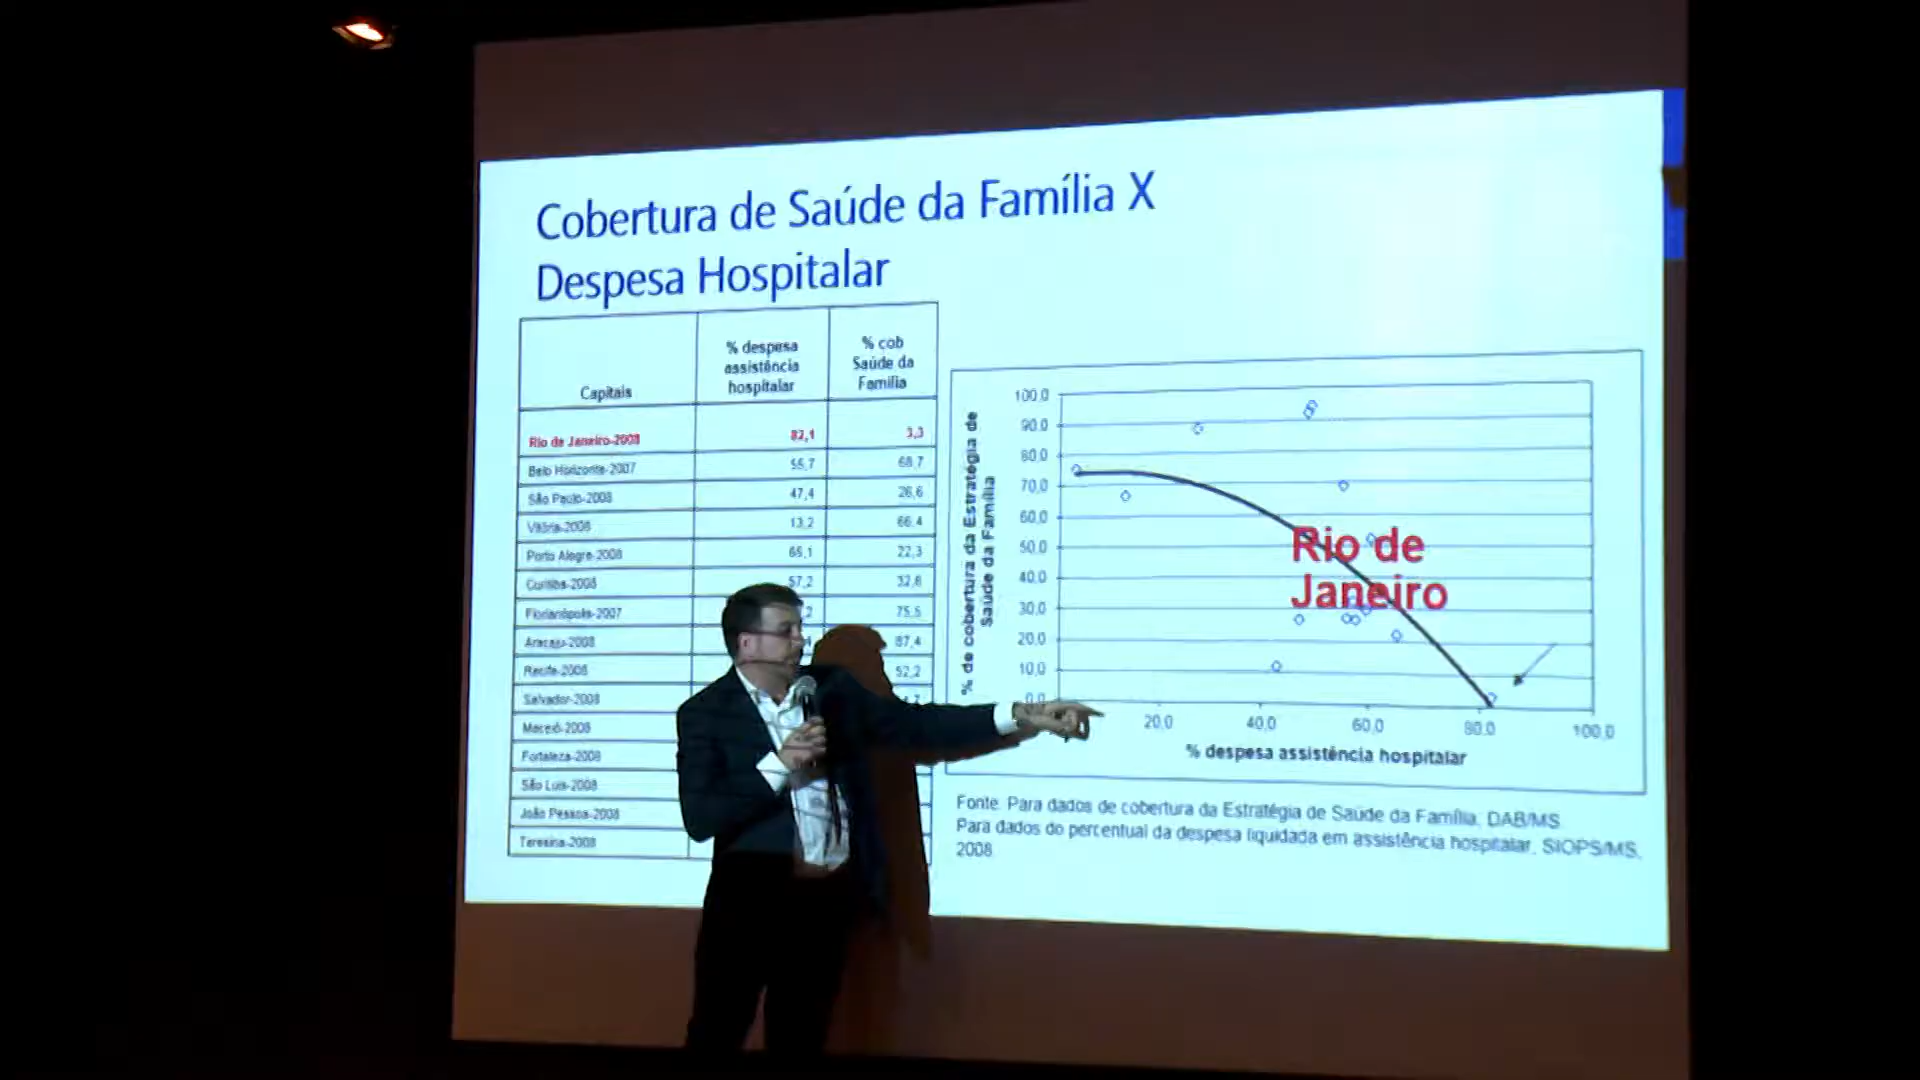 Cobertura de Saúde da Família X
Despesa Hospitalar
Capitais
% despesa
assistência
hospitalar
% cob
Saúde da
Família
Rio de Janeiro-2008 82,1 3,3
Belo Horizonte-2007 55,7 68,7
São Paulo-2008 47,4 26,6
Vitória-2008 13,2 66,4
Porto Alegre-2008 65,1 22,3
Curitiba-2008 57,2 32,8
Florianópolis-2007 75,5
Aracaju-2008 87,4
Recife-2008 52,2
Salvador-2008
Maceió-2008
Fortaleza-2008
São Luis-2008
João Pessoa-2008
Teresina-2008
% de cobertura da Estratégia de
Saúde da Família
100,0
90,0
80,0
70,0
60,0
50,0
40,0
30,0
20,0
10,0
0,0
Rio de
Janeiro
20,0 40,0 60,0 80,0 100,0
% despesa assistência hospitalar
Fonte: Para dados de cobertura da Estratégia de Saúde da Família, DAB/MS.
Para dados do percentual da despesa liquidada em assistência hospitalar, SIOPS/MS,
2008.